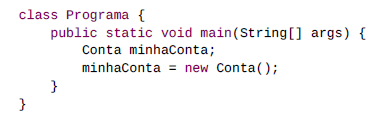 class Programa {
    public static void main(String[] args) {
        Conta minhaConta;
        minhaConta = new Conta();
    }
}